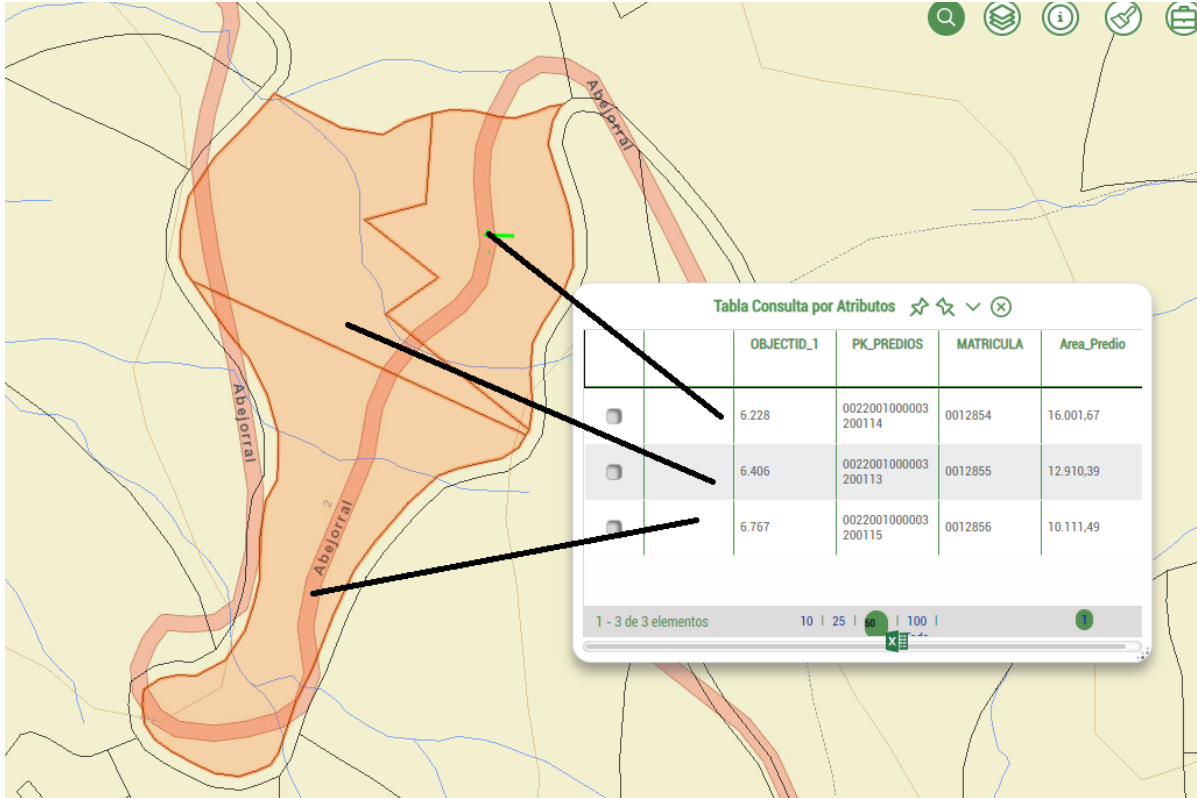 Abejorral
Abejorral
2
Abejorral
Tabla Consulta por Atributos
OBJECTID_1 PK_PREDIOS MATRICULA Area_Predio
6.228 0022001000003 0012854 16.001,67
200114
6.406 0022001000003 0012855 12.910,39
200113
6.767 0022001000003 0012856 10.111,49
200115
1 - 3 de 3 elementos 10 | 25 | 50 | 100 | 1